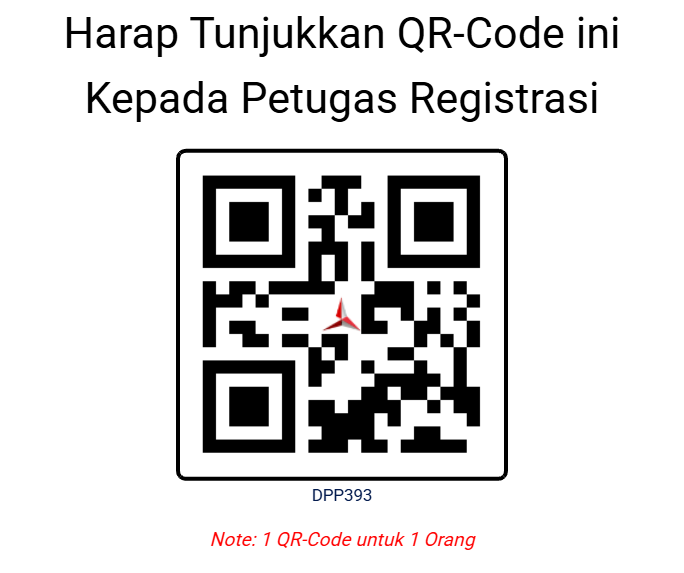 Harap Tunjukkan QR-Code ini
Kepada Petugas Registrasi
DPP393
Note: 1 QR-Code untuk 1 Orang